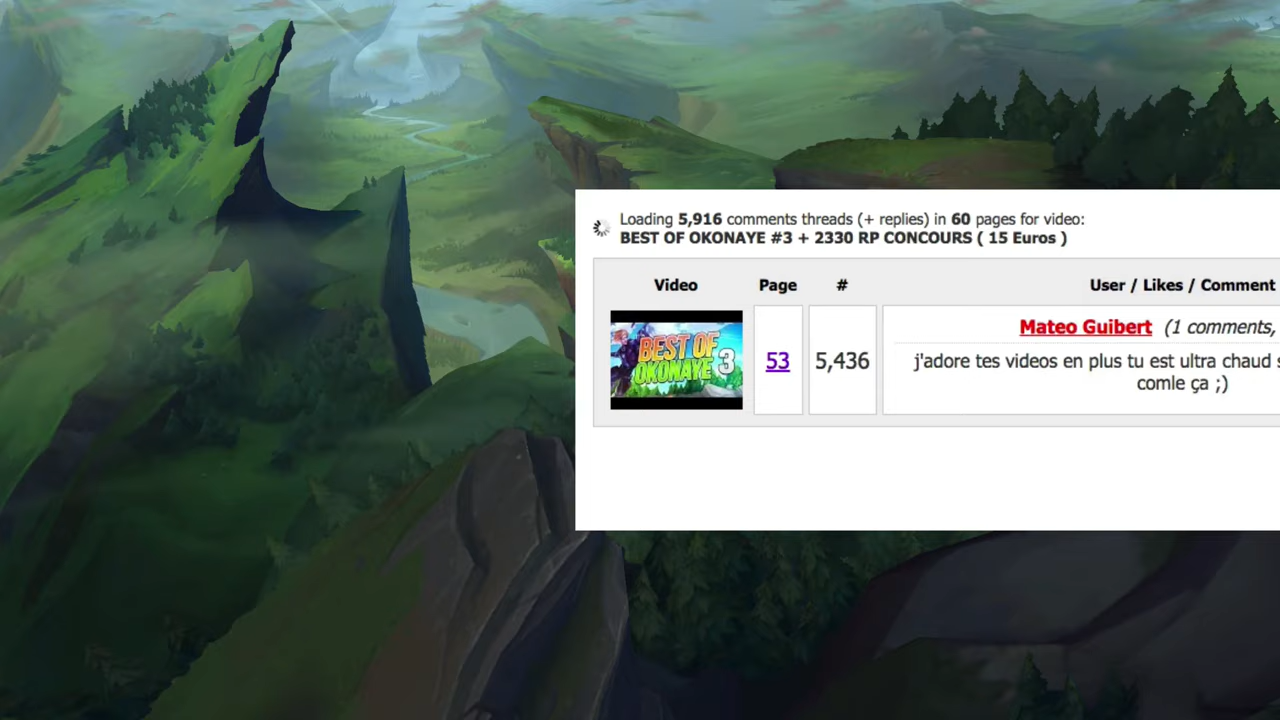 Loading 5,916 comments threads (+ replies) in 60 pages for video:
BEST OF OKONAYE #3 + 2330 RP CONCOURS ( 15 Euros )
Video Page # User / Likes / Comment
BEST OF
OKONAYE 3
53 5,436
Mateo Guibert (1 comments,
j'adore tes videos en plus tu est ultra chaud
comle ça ;)